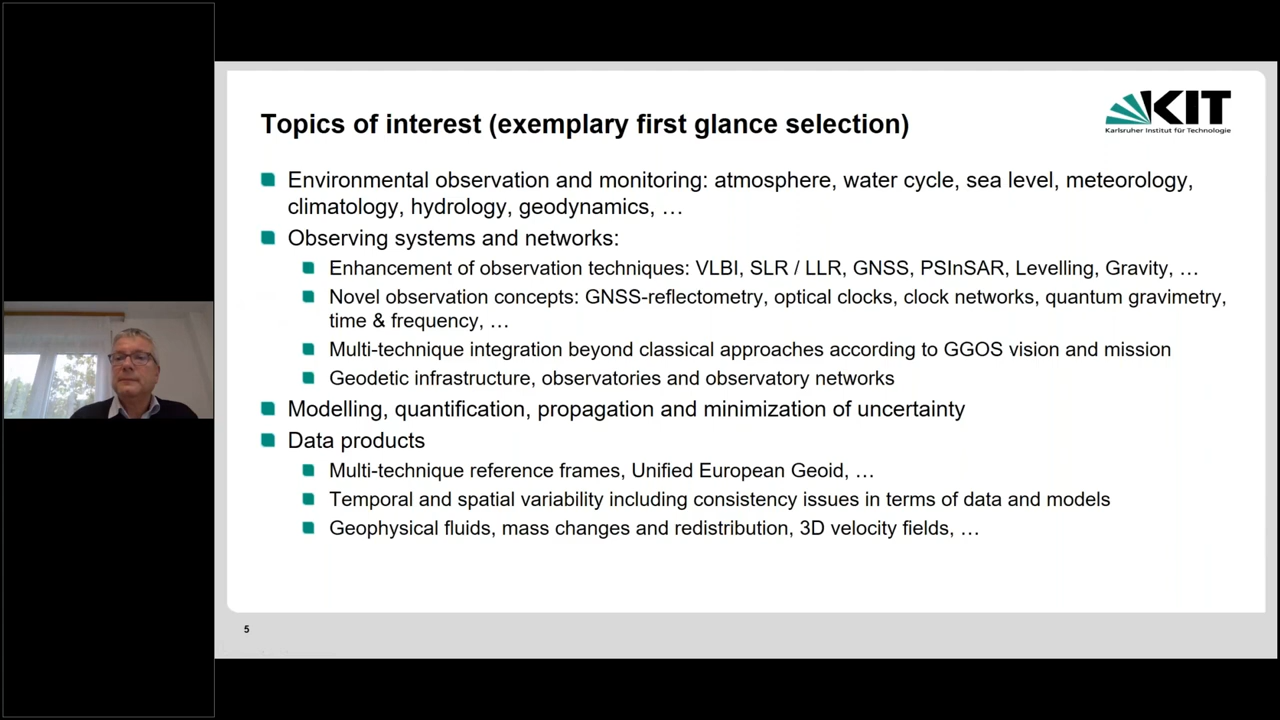 Topics of interest (exemplary first glance selection)
KIT
Karlsruher Institut für Technologie
Environmental observation and monitoring: atmosphere, water cycle, sea level, meteorology,
climatology, hydrology, geodynamics, …
Observing systems and networks:
Enhancement of observation techniques: VLBI, SLR / LLR, GNSS, PSInSAR, Levelling, Gravity, …
Novel observation concepts: GNSS-reflectometry, optical clocks, clock networks, quantum gravimetry,
time & frequency, …
Multi-technique integration beyond classical approaches according to GGOS vision and mission
Geodetic infrastructure, observatories and observatory networks
Modelling, quantification, propagation and minimization of uncertainty
Data products
Multi-technique reference frames, Unified European Geoid, …
Temporal and spatial variability including consistency issues in terms of data and models
Geophysical fluids, mass changes and redistribution, 3D velocity fields, …
5